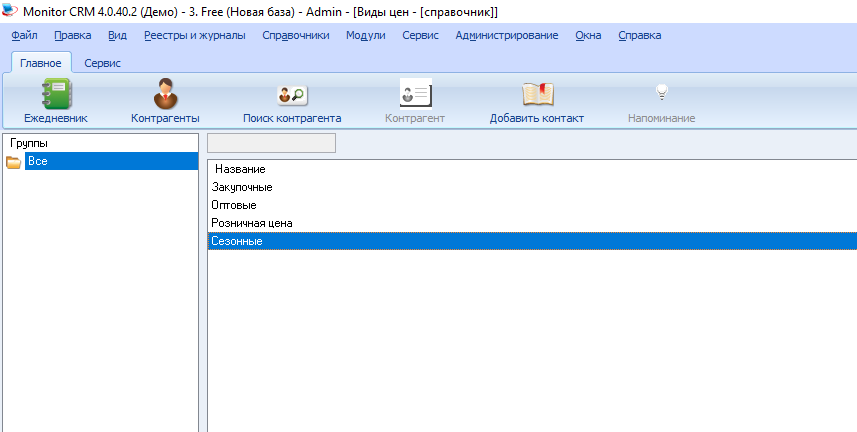 Monitor CRM 4.0.40.2 (Демо) - 3. Free (Новая база) - Admin - [Виды цен - [справочник]]
Файл Правка Вид Реестры и журналы Справочники Модули Сервис Администрирование Окна Справка
Главное Сервис
Ежедневник Контрагенты Поиск контрагента Контрагент Добавить контакт Напоминание
Группы
Все
Название
Закупочные
Оптовые
Розничная цена
Сезонные